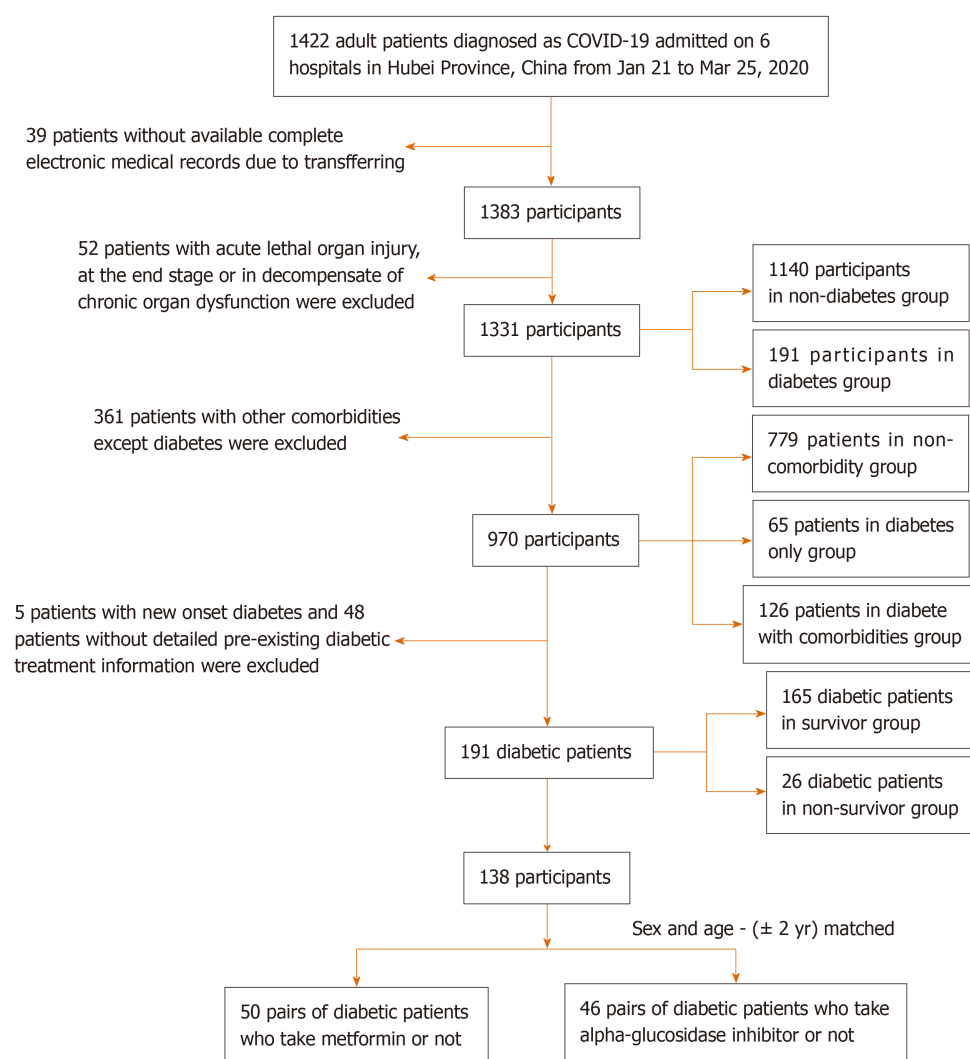 1422 adult patients diagnosed as COVID-19 admitted on 6
hospitals in Hubei Province, China from Jan 21 to Mar 25, 2020
39 patients without available complete
electronic medical records due to transfferring
1383 participants
52 patients with acute lethal organ injury,
at the end stage or in decompensate of
chronic organ dysfunction were excluded
1331 participants
1140 participants
in non-diabetes group
191 participants in
diabetes group
361 patients with other comorbidities
except diabetes were excluded
970 participants
779 patients in non-
comorbidity group
65 patients in diabetes
only group
126 patients in diabete
with comorbidities group
5 patients with new onset diabetes and 48
patients without detailed pre-existing diabetic
treatment information were excluded
191 diabetic patients
165 diabetic patients
in survivor group
26 diabetic patients
in non-survivor group
138 participants
Sex and age - (± 2 yr) matched
50 pairs of diabetic patients
who take metformin or not
46 pairs of diabetic patients who take
alpha-glucosidase inhibitor or not